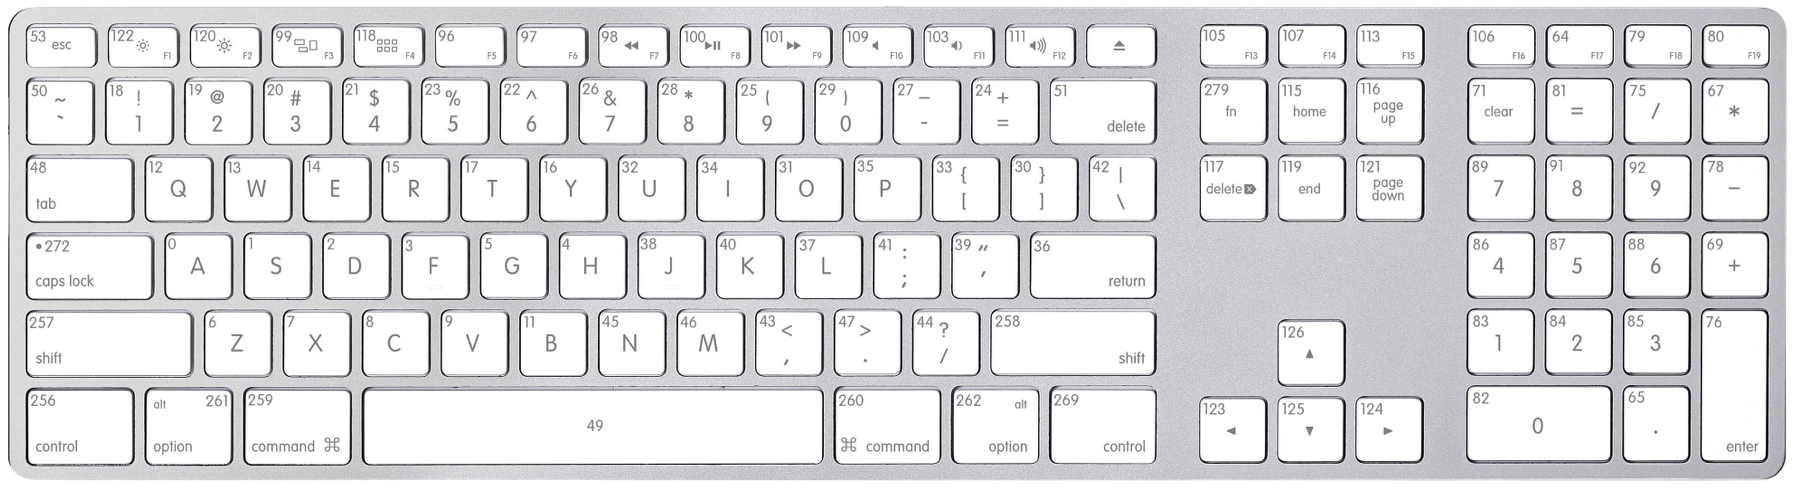 53 esc 122 F1 120 F2 99 F3 118 F4 96 F5 97 F6 98 F7 100 F8 101 F9 109 F10 103 F11 111 F12 105 F13 107 F14 113 F15 106 F16 64 F17 79 F18 80 F19
50 ~ ` 18 ! 1 19 @ 2 20 # 3 21 $ 4 23 % 5 22 ^ 6 26 & 7 28 * 8 25 ( 9 29 ) 0 27 – - 24 + = 51 delete 279 fn 115 home 116 page up 71 clear 81 = 75 / 67 *
48 tab 12 Q 13 W 14 E 15 R 17 T 16 Y 32 U 34 I 31 O 35 P 33 { [ 30 } ] 42 | \ 117 delete 119 end 121 page down 89 7 91 8 92 9 78 –
272 caps lock 0 A 1 S 2 D 3 F 5 G 4 H 38 J 40 K 37 L 41 : ; 39 " ' 36 return 86 4 87 5 88 6 69 +
257 shift 6 Z 7 X 8 C 9 V 11 B 45 N 46 M 43 < , 47 > . 44 ? / 258 shift 126 83 1 84 2 85 3 76 enter
256 control alt 261 option 259 command ⌘ 49 260 ⌘ command 262 alt option 269 control 123 125 124 82 0 65 .